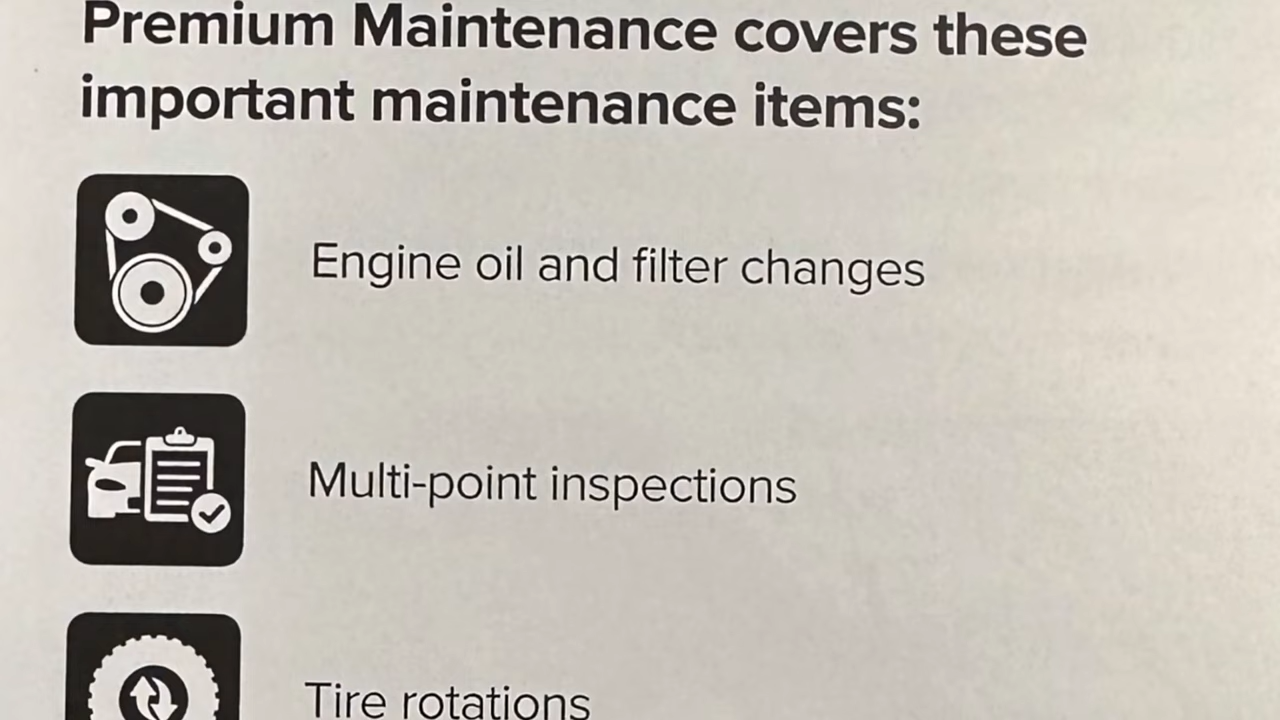 Premium Maintenance covers these
important maintenance items:
Engine oil and filter changes
Multi-point inspections
Tire rotations